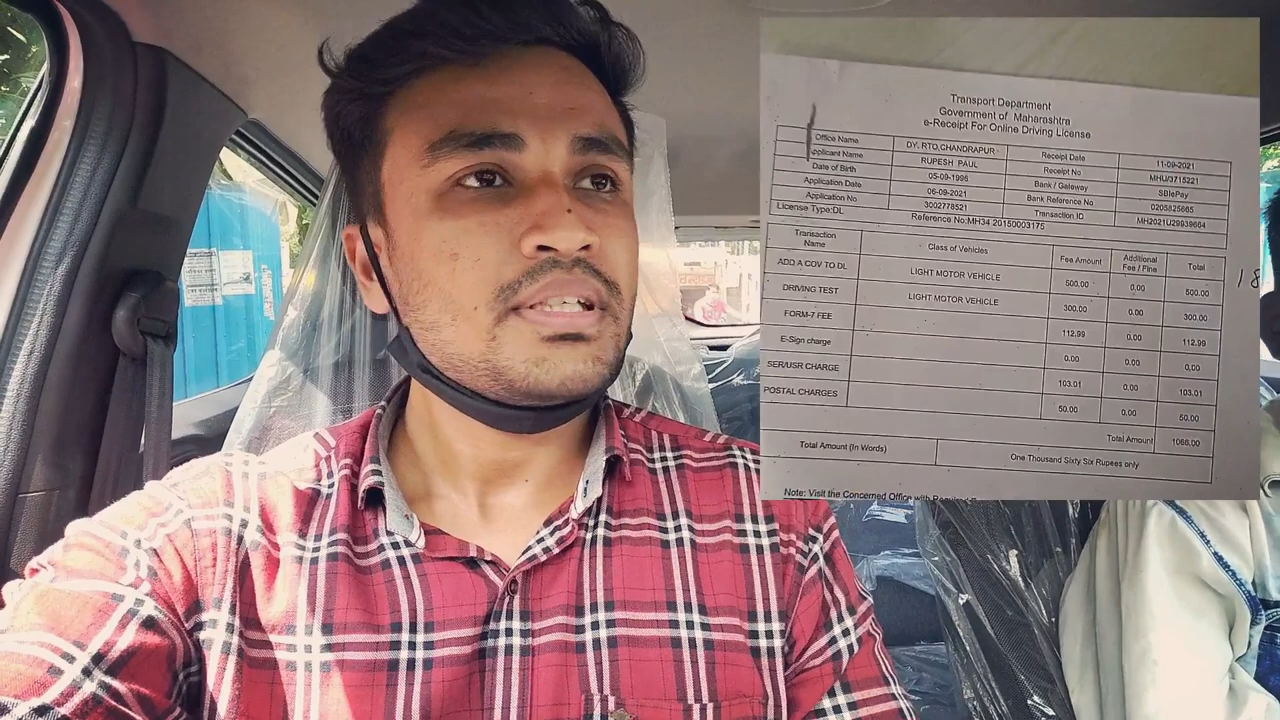 Transport Department
Government of Maharashtra
e-Receipt For Online Driving License
Office Name DY. RTO,CHANDRAPUR Receipt Date 11-09-2021
Applicant Name RUPESH PAUL Receipt No MHU/3715221
Date of Birth 05-09-1996 Bank / Gateway SBIePay
Application Date 06-09-2021 Bank Reference No 0205825865
Application No 3002778521 Transaction ID MH2021U29939664
License Type:DL Reference No:MH34 20150003175
Transaction Name Class of Vehicles Fee Amount Additional Fee / Fine Total
ADD A COV TO DL LIGHT MOTOR VEHICLE 500.00 0.00 500.00
DRIVING TEST LIGHT MOTOR VEHICLE 300.00 0.00 300.00
FORM-7 FEE 112.99 0.00 112.99
E-Sign charge 0.00 0.00 0.00
SER/USR CHARGE 103.01 0.00 103.01
POSTAL CHARGES 50.00 0.00 50.00
Total Amount 1066.00
Total Amount (In Words) One Thousand Sixty Six Rupees only
Note: Visit the Concerned Office with Required
18